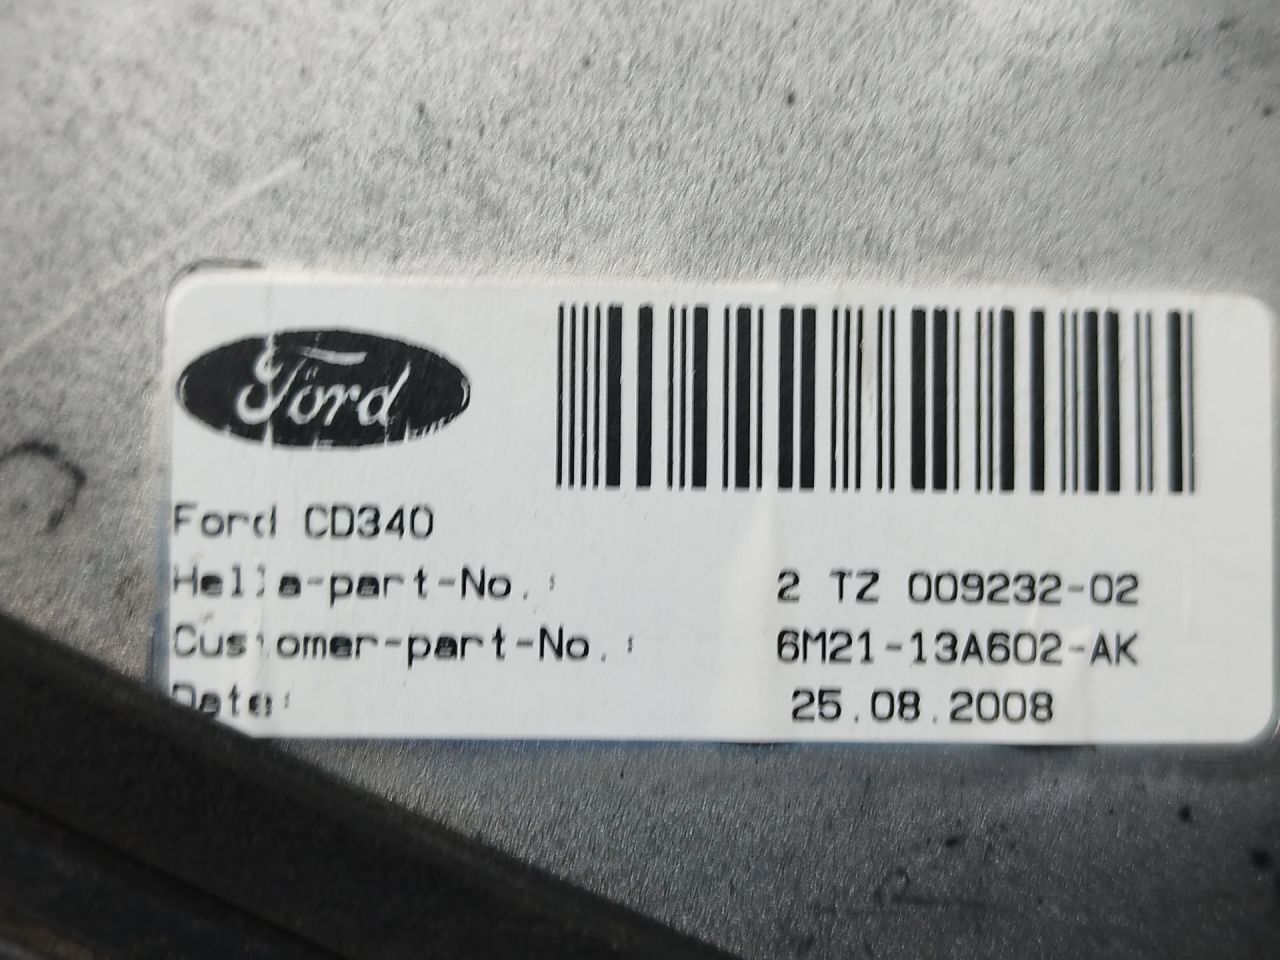 Ford
Ford CD340
Hella-part-No.: 2 TZ 009232-02
Customer-part-No.: 6M21-13A602-AK
Date: 25.08.2008